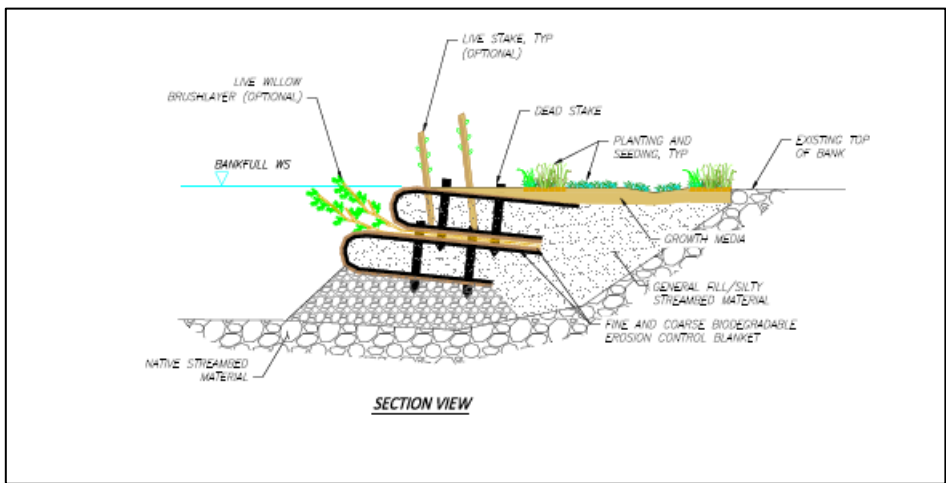 LIVE STAKE, TYP
(OPTIONAL)
LIVE WILLOW
BRUSHLAYER (OPTIONAL)
DEAD STAKE
PLANTING AND
SEEDING, TYP
EXISTING TOP
OF BANK
BANKFULL WS
GROWTH MEDIA
GENERAL FILL/SILTY
STREAMBED MATERIAL
FINE AND COARSE BIODEGRADABLE
EROSION CONTROL BLANKET
NATIVE STREAMBED
MATERIAL
SECTION VIEW